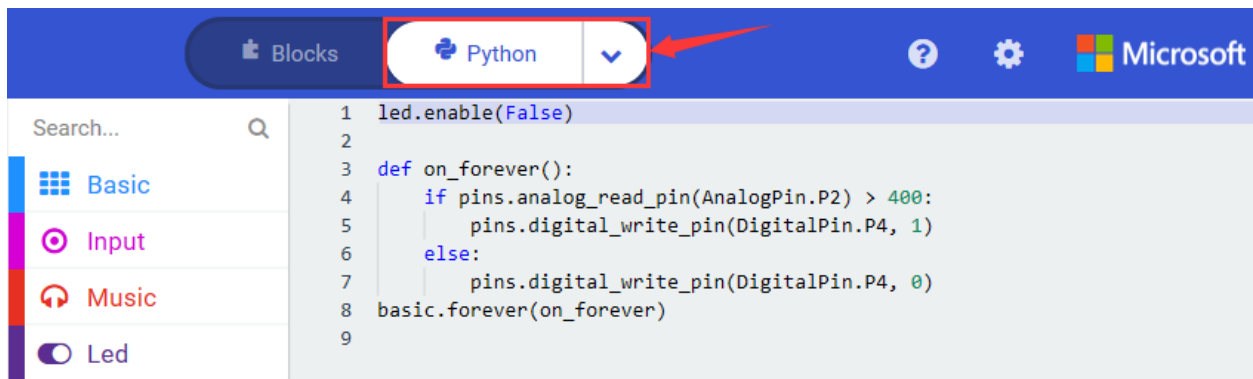 Blocks
Python
Microsoft
Search...
Basic
Input
Music
Led
1 led.enable(False)
2
3 def on_forever():
4     if pins.analog_read_pin(AnalogPin.P2) > 400:
5         pins.digital_write_pin(DigitalPin.P4, 1)
6     else:
7         pins.digital_write_pin(DigitalPin.P4, 0)
8 basic.forever(on_forever)
9